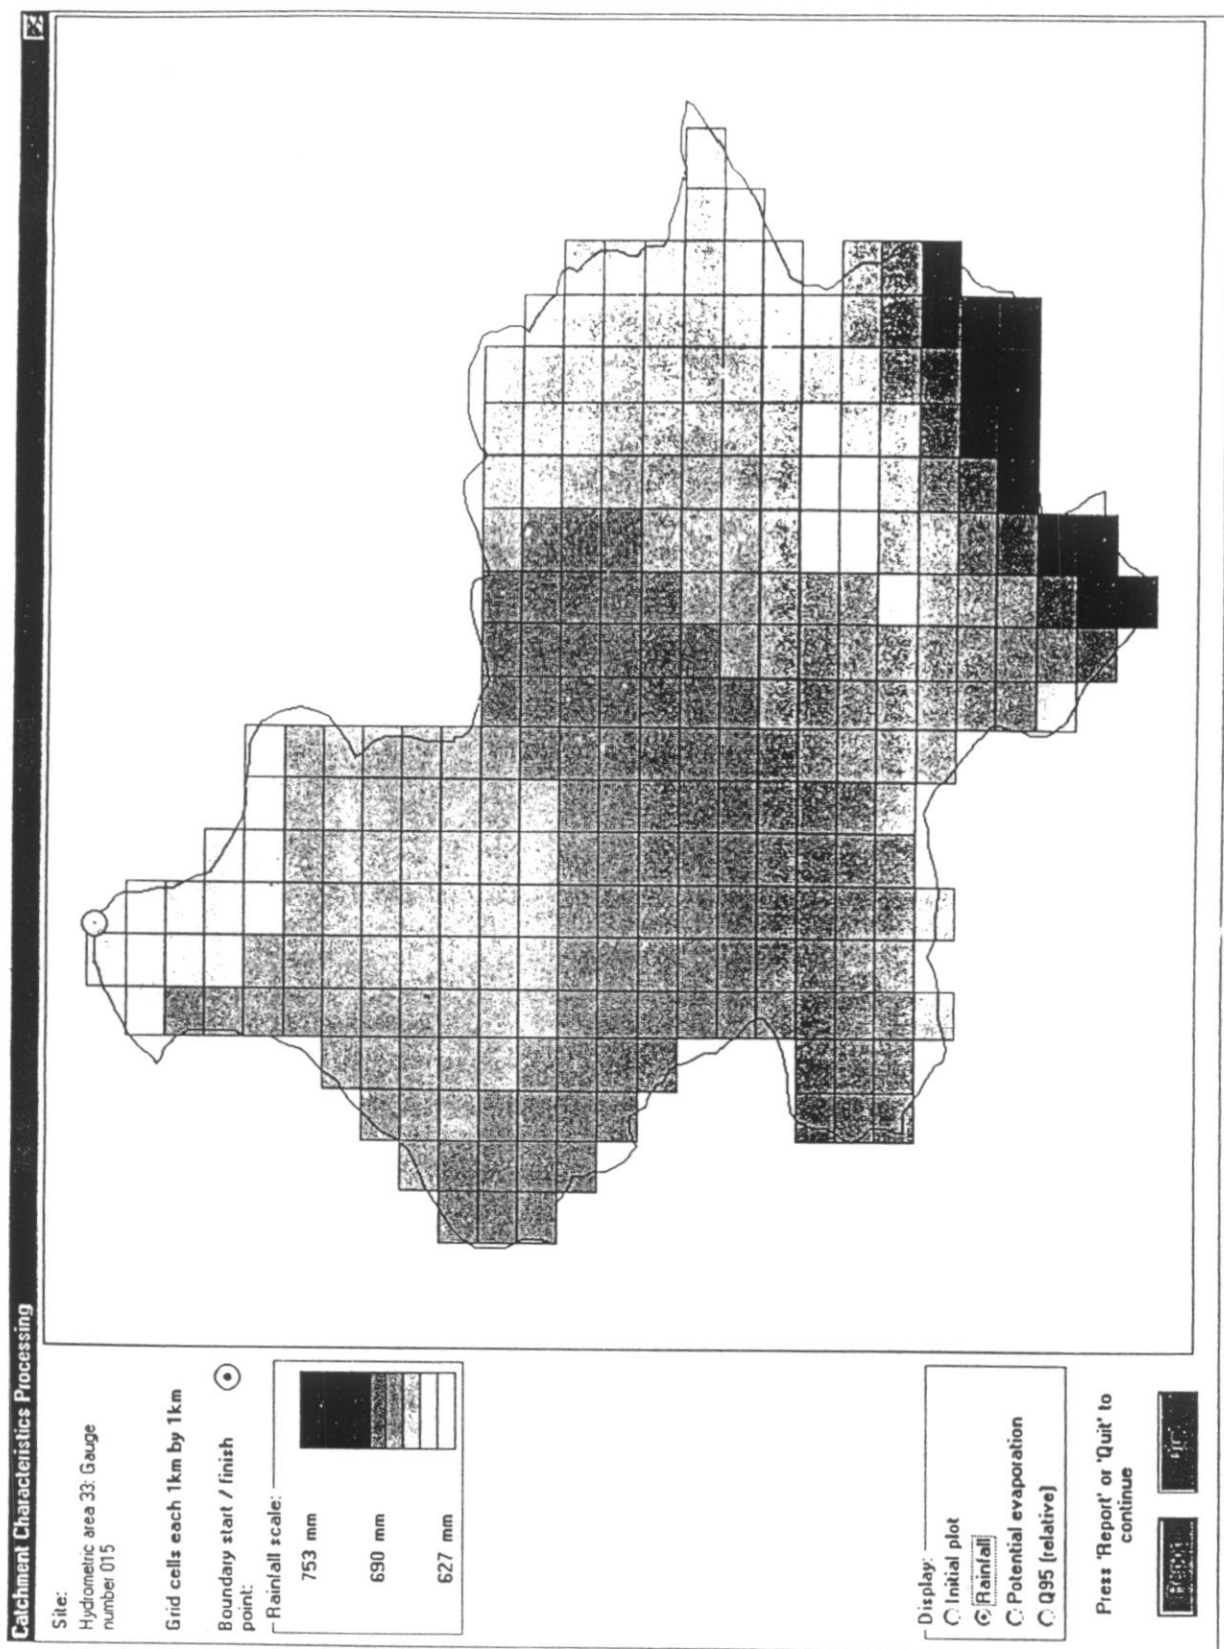 Catchment Characteristics Processing
Site:
Hydrometric area 33: Gauge
number 015
Grid cells each 1km by 1km
Boundary start / finish
point:
Rainfall scale:
753 mm
690 mm
627 mm
Display:
Initial plot
Rainfall
Potential evaporation
Q95 (relative)
Press 'Report' or 'Quit' to
continue
Report